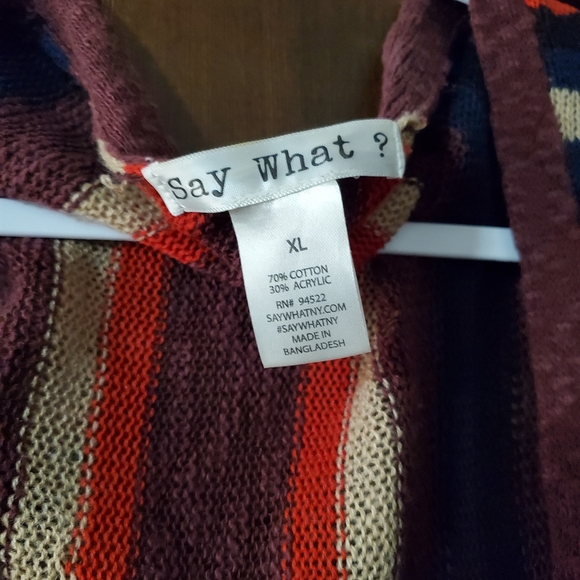 Say What ?
XL
70% COTTON
30% ACRYLIC
RN# 94522
SAYWHATNY.COM
#SAYWHATNY
MADE IN
BANGLADESH